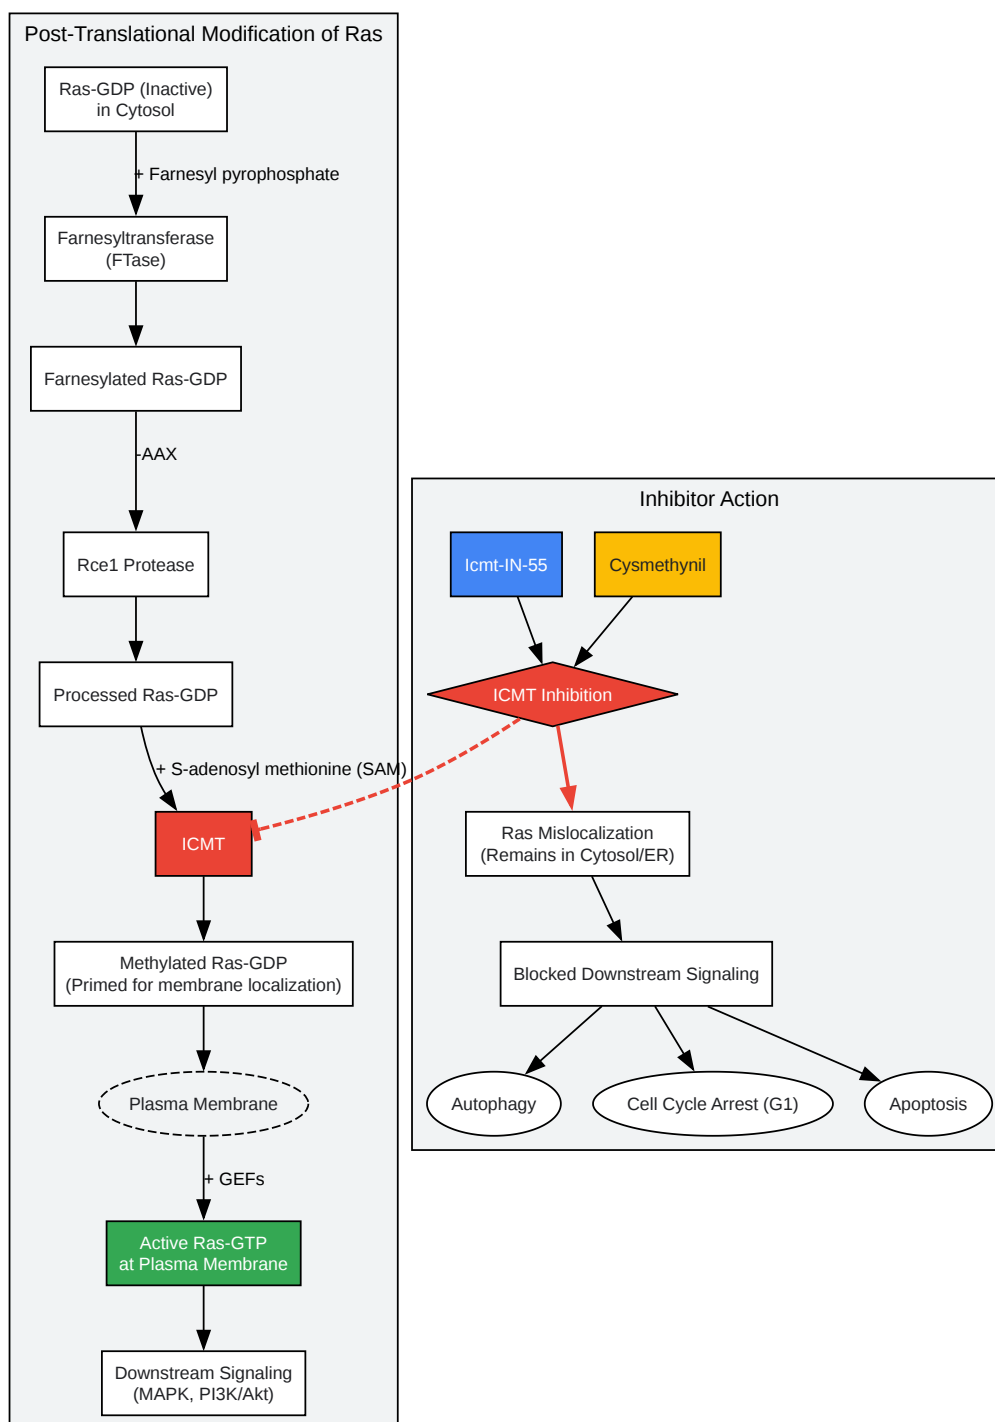 Post-Translational Modification of Ras
Ras-GDP (Inactive)
in Cytosol
+ Farnesyl pyrophosphate
Farnesyltransferase
(FTase)
Farnesylated Ras-GDP
-AAX
Rce1 Protease
Processed Ras-GDP
+ S-adenosyl methionine (SAM)
ICMT
Methylated Ras-GDP
(Primed for membrane localization)
Plasma Membrane
+ GEFs
Active Ras-GTP
at Plasma Membrane
Downstream Signaling
(MAPK, PI3K/Akt)
Inhibitor Action
Icmt-IN-55
Cysmethynil
ICMT Inhibition
Ras Mislocalization
(Remains in Cytosol/ER)
Blocked Downstream Signaling
Autophagy
Cell Cycle Arrest (G1)
Apoptosis